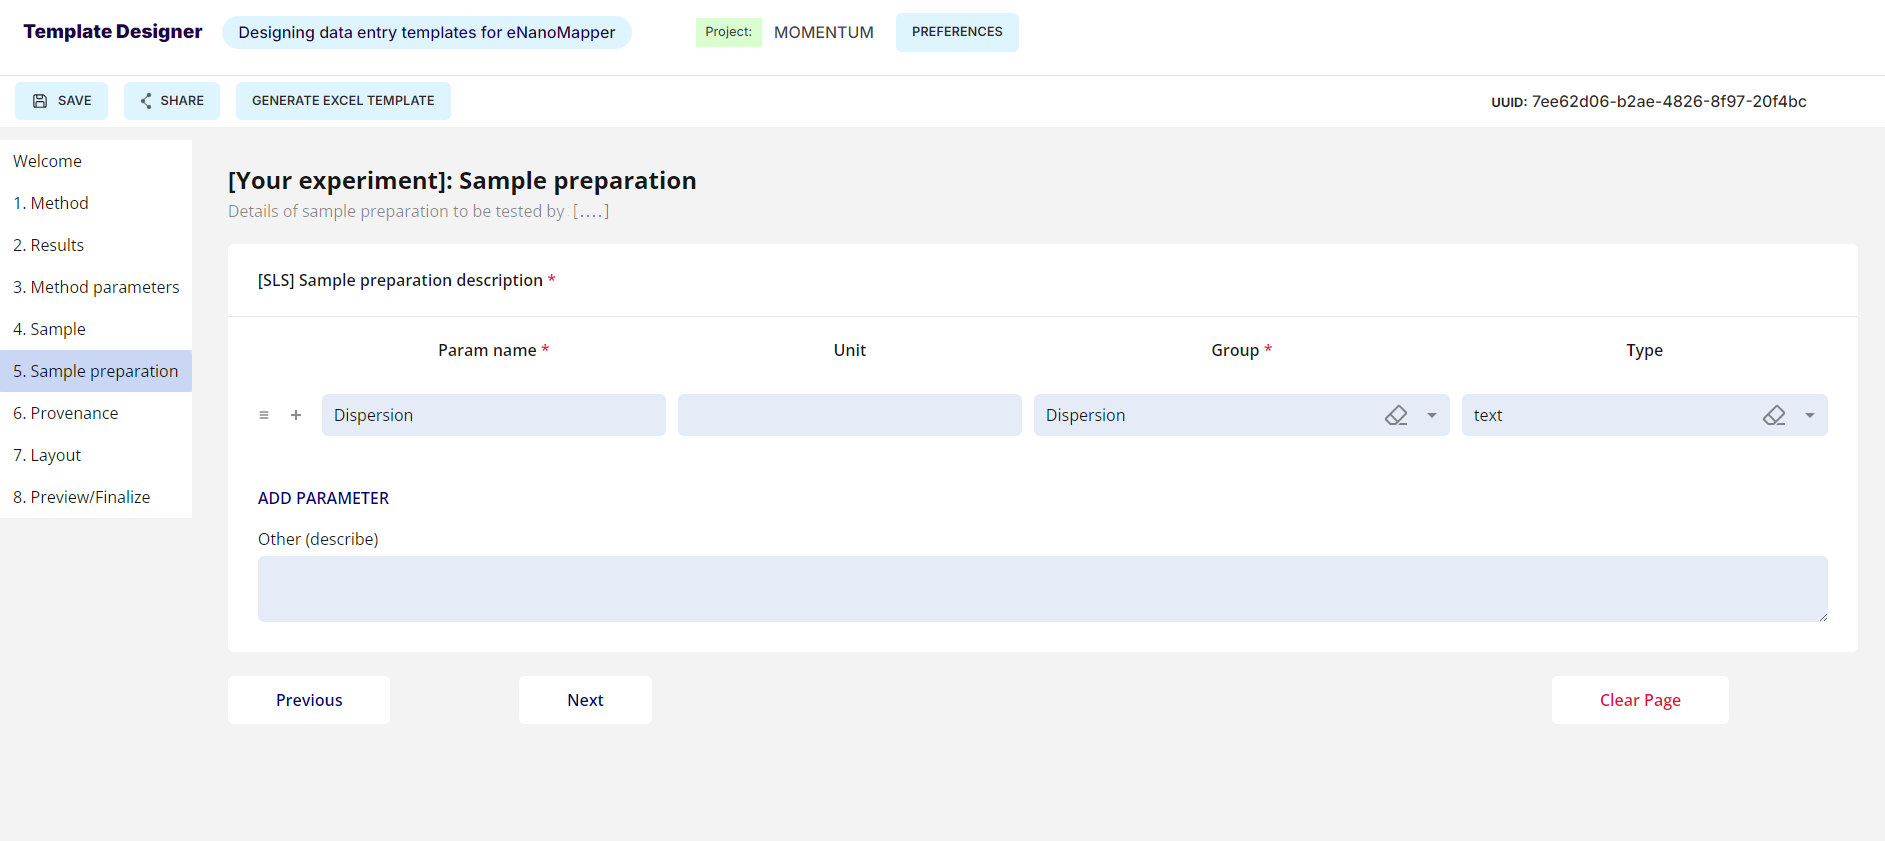 Template Designer
Designing data entry templates for eNanoMapper
Project:
MOMENTUM
PREFERENCES
SAVE
SHARE
GENERATE EXCEL TEMPLATE
UUID: 7ee62d06-b2ae-4826-8f97-20f4bc
Welcome
1. Method
2. Results
3. Method parameters
4. Sample
5. Sample preparation
6. Provenance
7. Layout
8. Preview/Finalize
[Your experiment]: Sample preparation
Details of sample preparation to be tested by [....]
[SLS] Sample preparation description *
Param name * Unit Group * Type
Dispersion Dispersion text
ADD PARAMETER
Other (describe)
Previous
Next
Clear Page